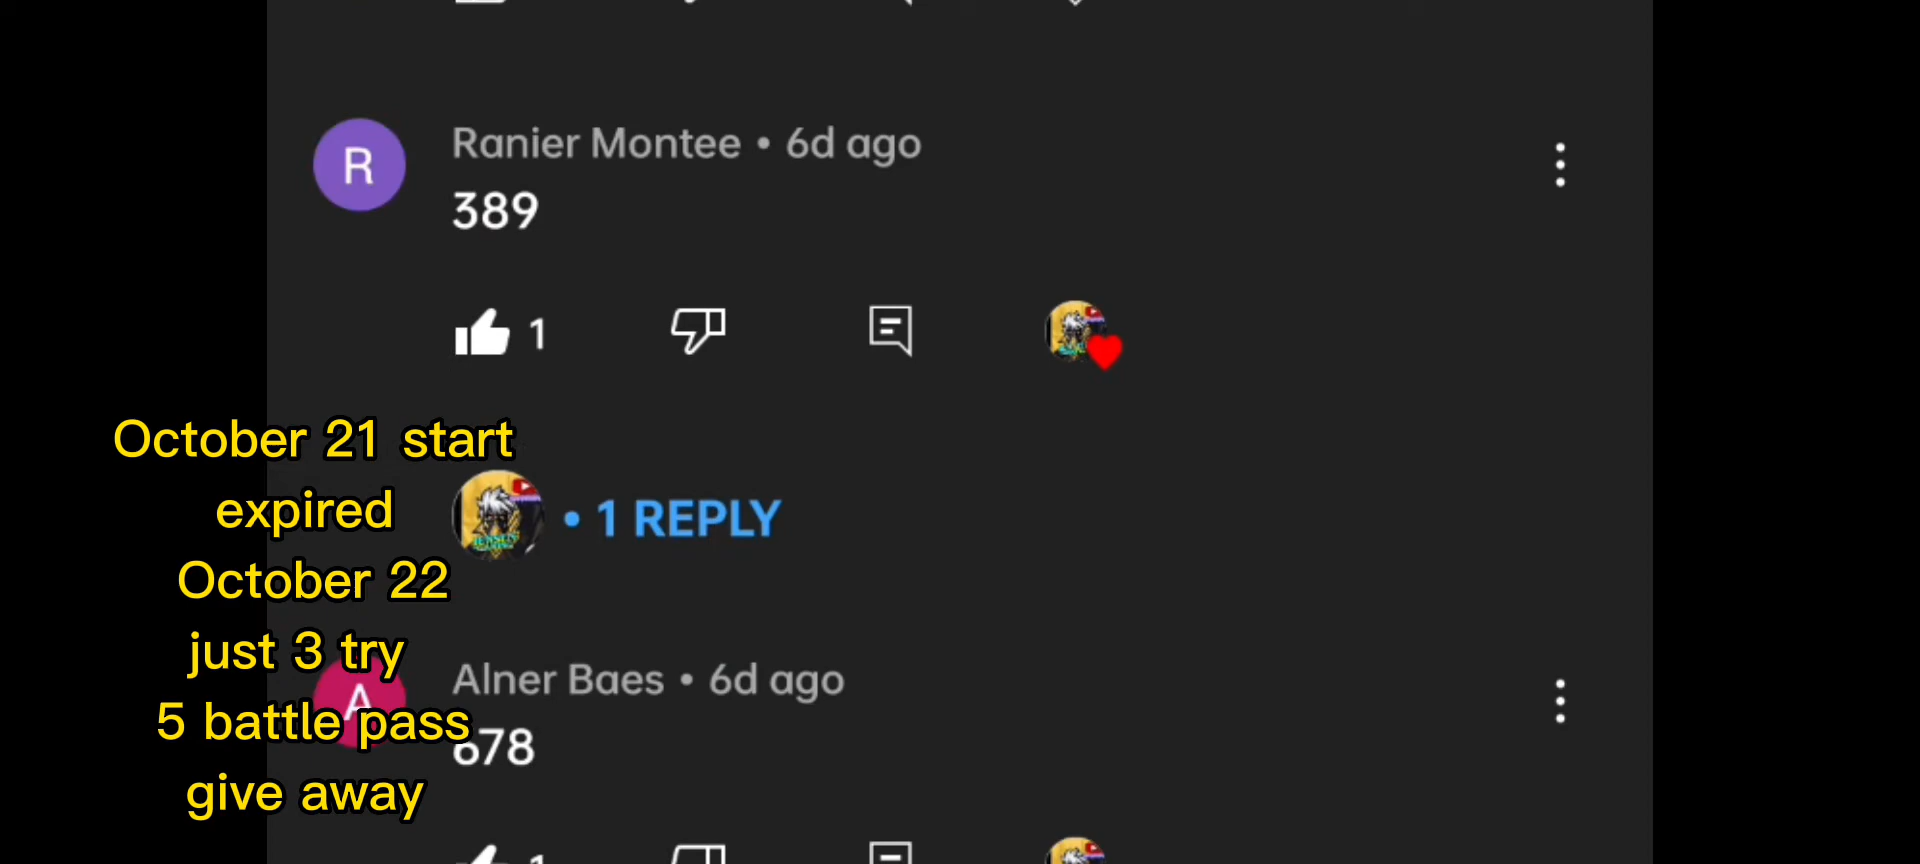 R
Ranier Montee • 6d ago
389
1
October 21 start
expired
• 1 REPLY
October 22
just 3 try
A
Alner Baes • 6d ago
5 battle pass
678
give away
1